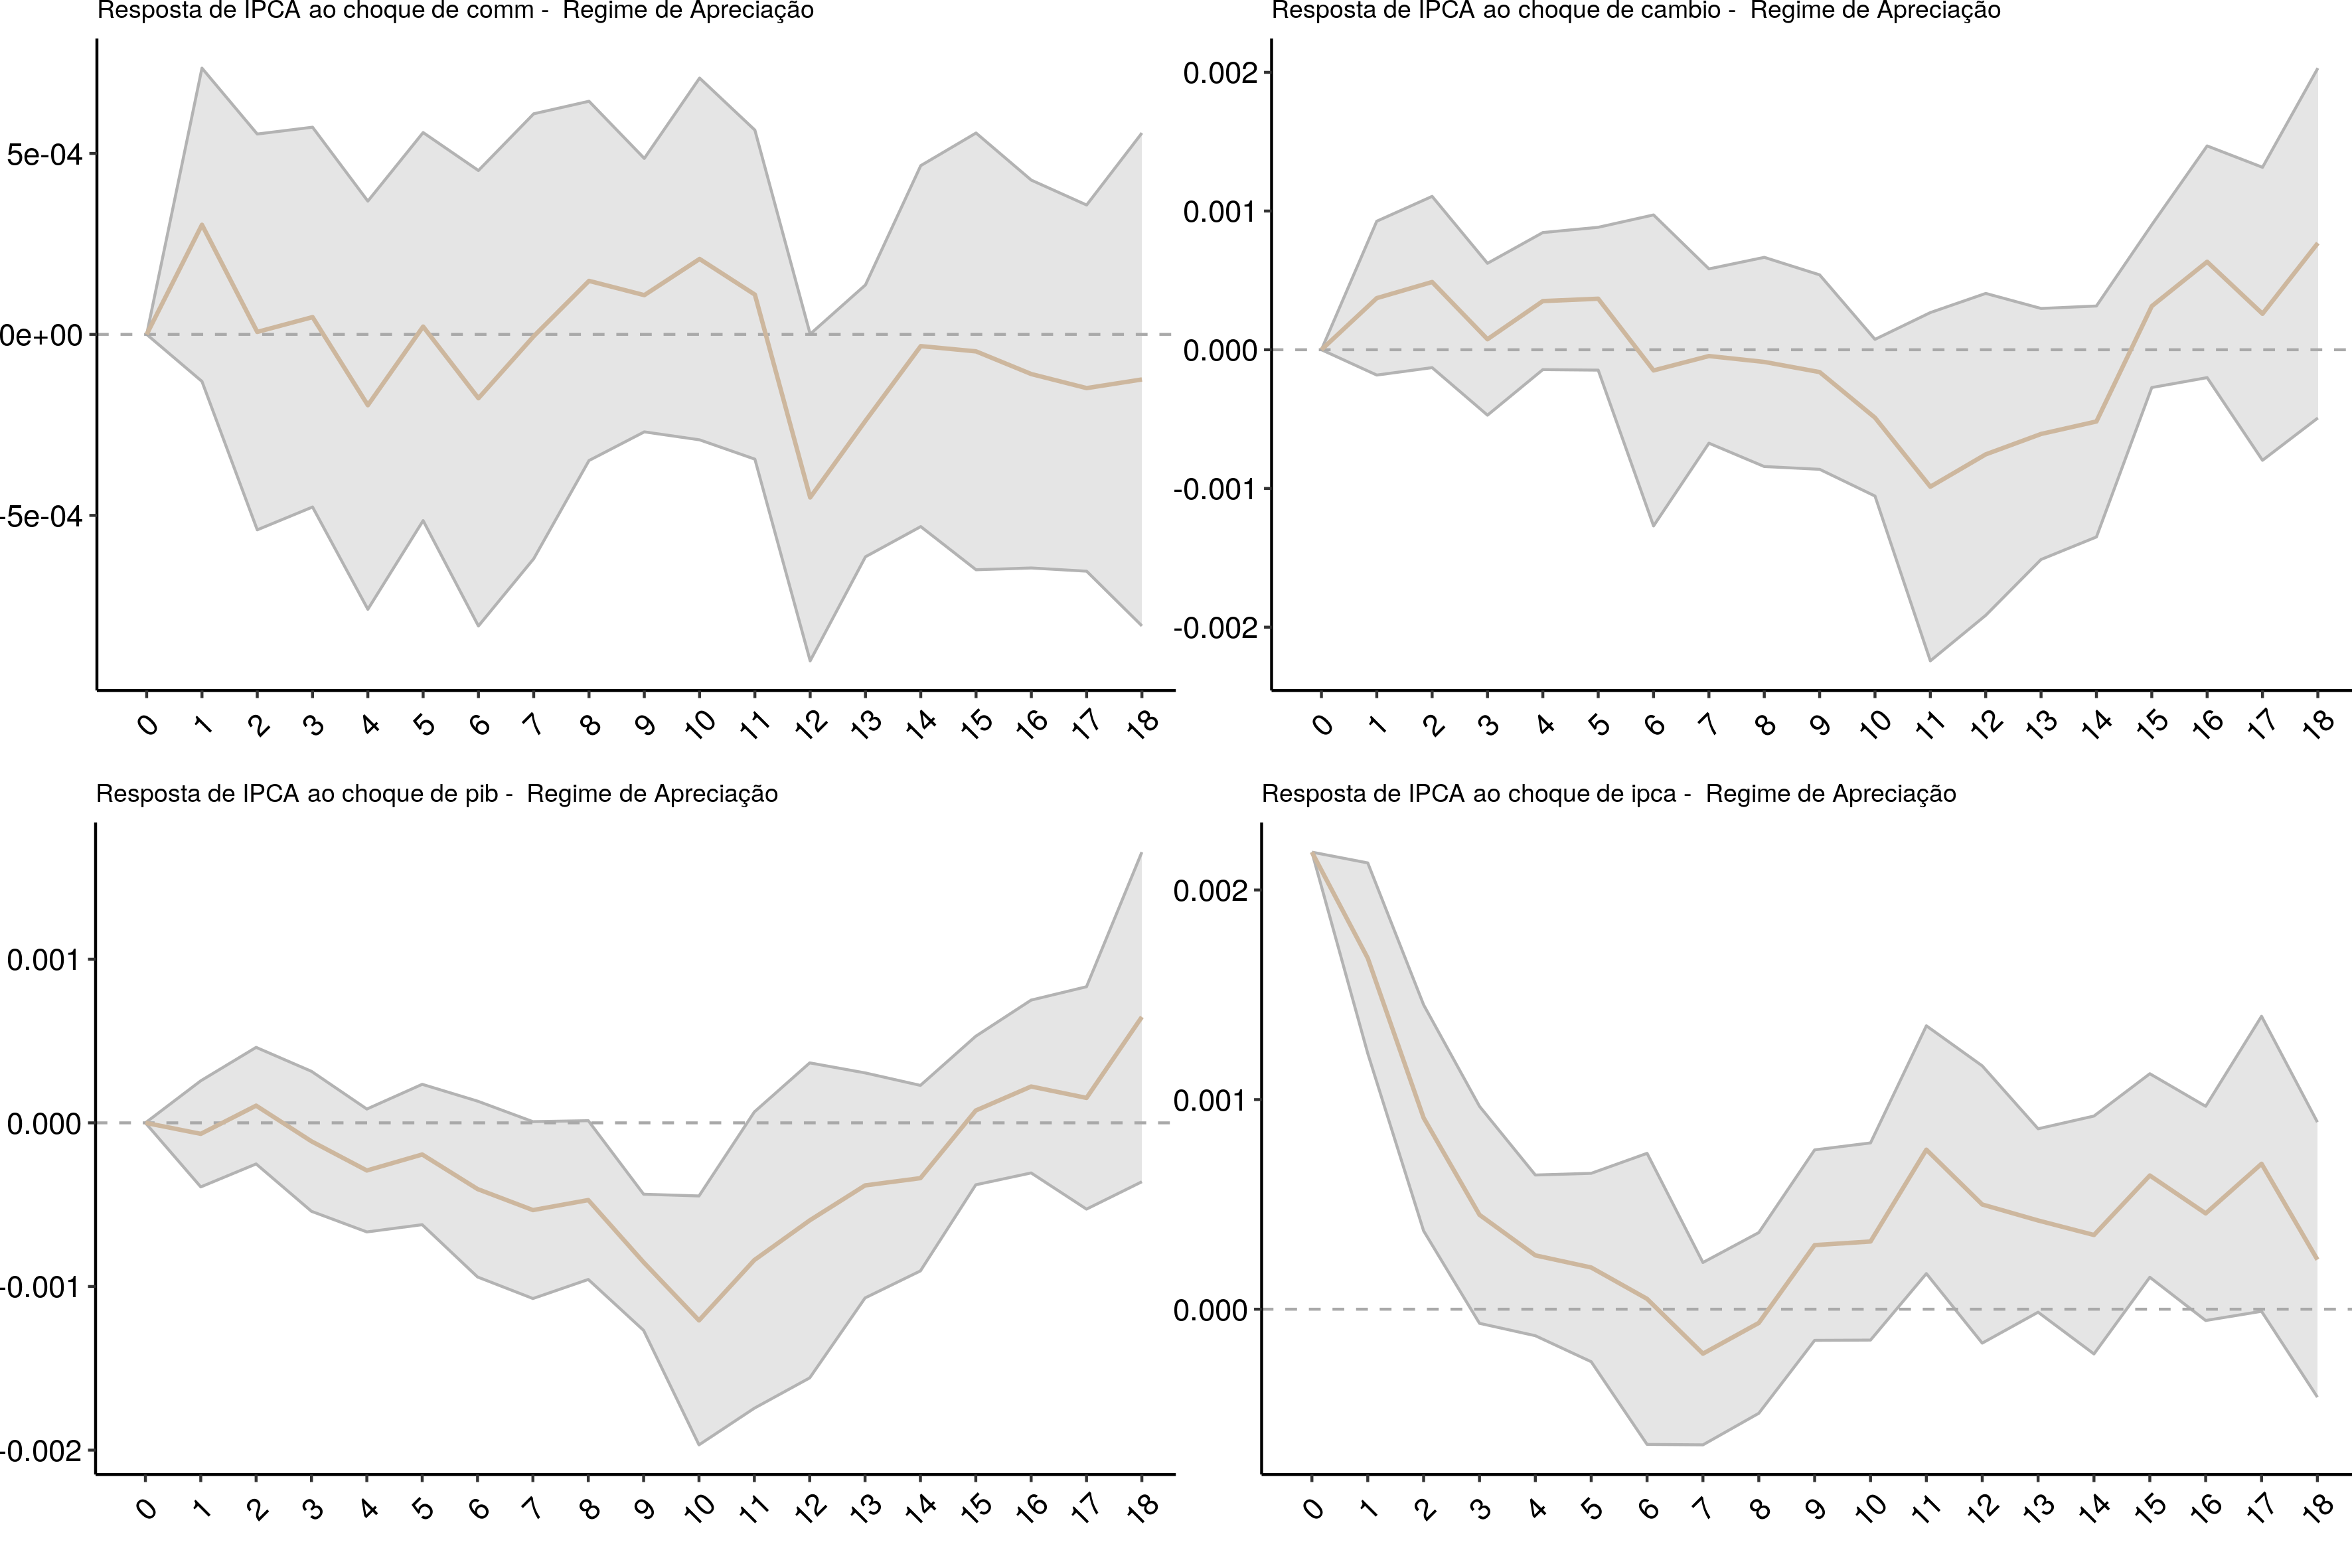 Resposta de IPCA ao choque de comm -  Regime de Apreciação
5e-04
0e+00
-5e-04
0 1 2 3 4 5 6 7 8 9 10 11 12 13 14 15 16 17 18
Resposta de IPCA ao choque de cambio -  Regime de Apreciação
0.002
0.001
0.000
-0.001
-0.002
0 1 2 3 4 5 6 7 8 9 10 11 12 13 14 15 16 17 18
Resposta de IPCA ao choque de pib -  Regime de Apreciação
0.001
0.000
-0.001
-0.002
0 1 2 3 4 5 6 7 8 9 10 11 12 13 14 15 16 17 18
Resposta de IPCA ao choque de ipca -  Regime de Apreciação
0.002
0.001
0.000
0 1 2 3 4 5 6 7 8 9 10 11 12 13 14 15 16 17 18